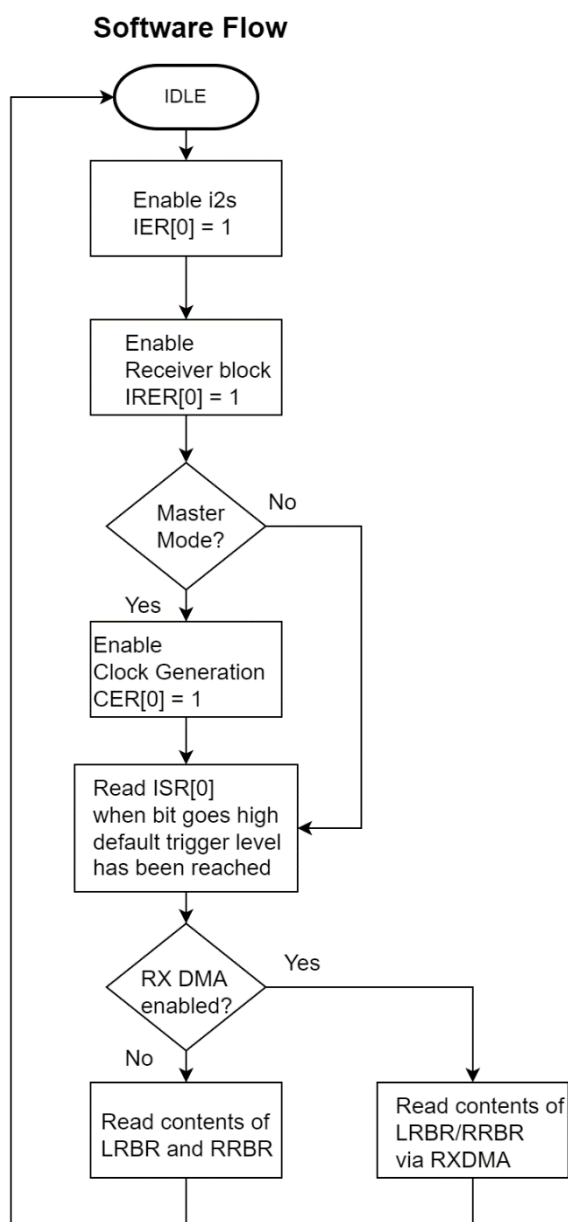 Software Flow
IDLE
Enable i2s
IER[0] = 1
Enable
Receiver block
IRER[0] = 1
Master
Mode?
No
Yes
Enable
Clock Generation
CER[0] = 1
Read ISR[0]
when bit goes high
default trigger level
has been reached
RX DMA
enabled?
Yes
No
Read contents of
LRBR and RRBR
Read contents of
LRBR/RRBR
via RXDMA